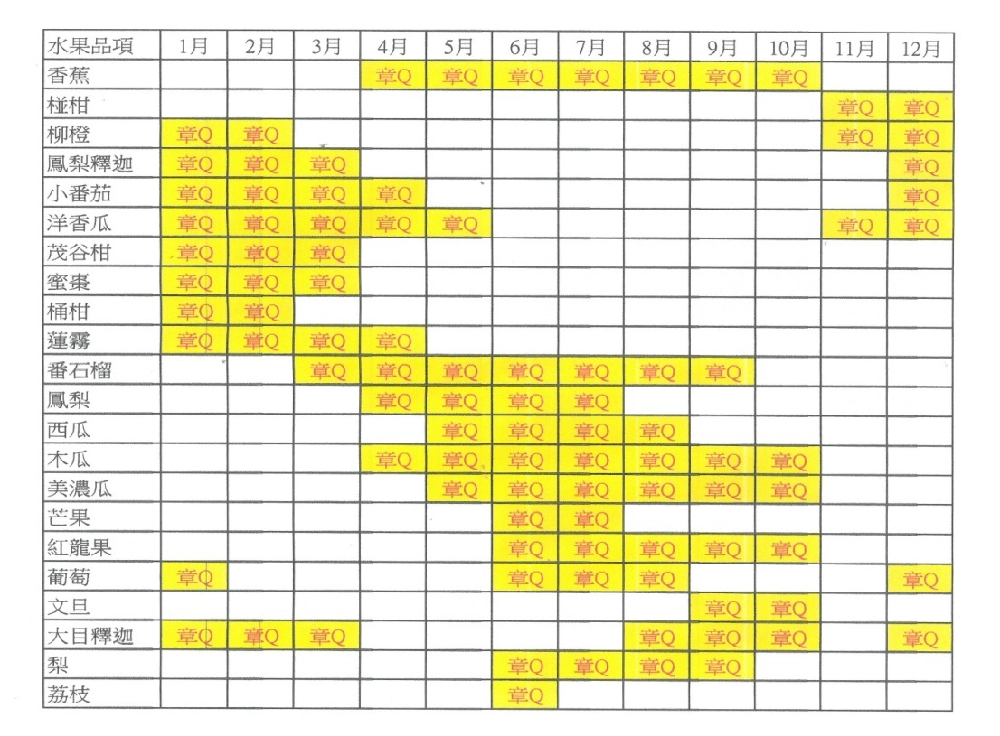 水果品項 1月 2月 3月 4月 5月 6月 7月 8月 9月 10月 11月 12月
香蕉 章Q 章Q 章Q 章Q 章Q 章Q 章Q
椪柑 章Q 章Q
柳橙 章Q 章Q 章Q 章Q
鳳梨釋迦 章Q 章Q 章Q 章Q
小番茄 章Q 章Q 章Q 章Q 章Q
洋香瓜 章Q 章Q 章Q 章Q 章Q 章Q 章Q
茂谷柑 章Q 章Q 章Q
蜜棗 章Q 章Q 章Q
桶柑 章Q 章Q
蓮霧 章Q 章Q 章Q 章Q
番石榴 章Q 章Q 章Q 章Q 章Q 章Q 章Q
鳳梨 章Q 章Q 章Q 章Q
西瓜 章Q 章Q 章Q 章Q
木瓜 章Q 章Q 章Q 章Q 章Q 章Q 章Q
美濃瓜 章Q 章Q 章Q 章Q 章Q 章Q
芒果 章Q 章Q
紅龍果 章Q 章Q 章Q 章Q 章Q
葡萄 章Q 章Q 章Q 章Q 章Q
文旦 章Q 章Q
大目釋迦 章Q 章Q 章Q 章Q 章Q 章Q 章Q
梨 章Q 章Q 章Q 章Q
荔枝 章Q